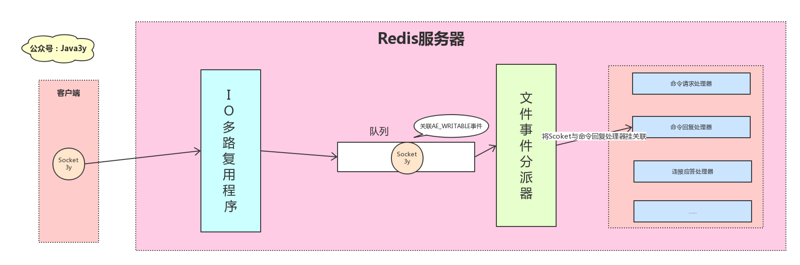 Redis服务器
公众号：Java3y
客户端
Socket
3y
IO多路复用程序
队列
关联AE_WRITABLE事件
Socket
3y
文件事件分派器
将Scoket与命令回复处理器挂关联
命令请求处理器
命令回复处理器
连接应答处理器
......